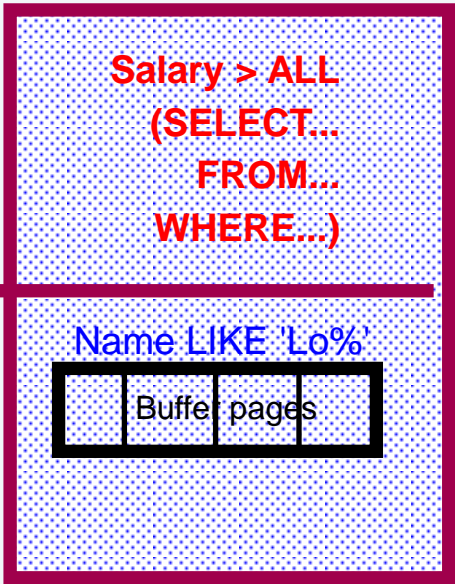 Salary > ALL
(SELECT...
FROM...
WHERE...)
Name LIKE 'Lo%'
Buffer pages